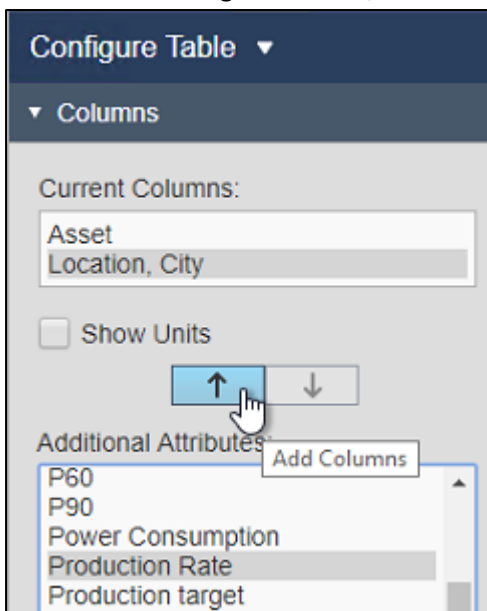 Configure Table ▼
▼ Columns
Current Columns:
Asset
Location, City
Show Units
↑ ↓
Additional Attributes:
Add Columns
P60
P90
Power Consumption
Production Rate
Production target